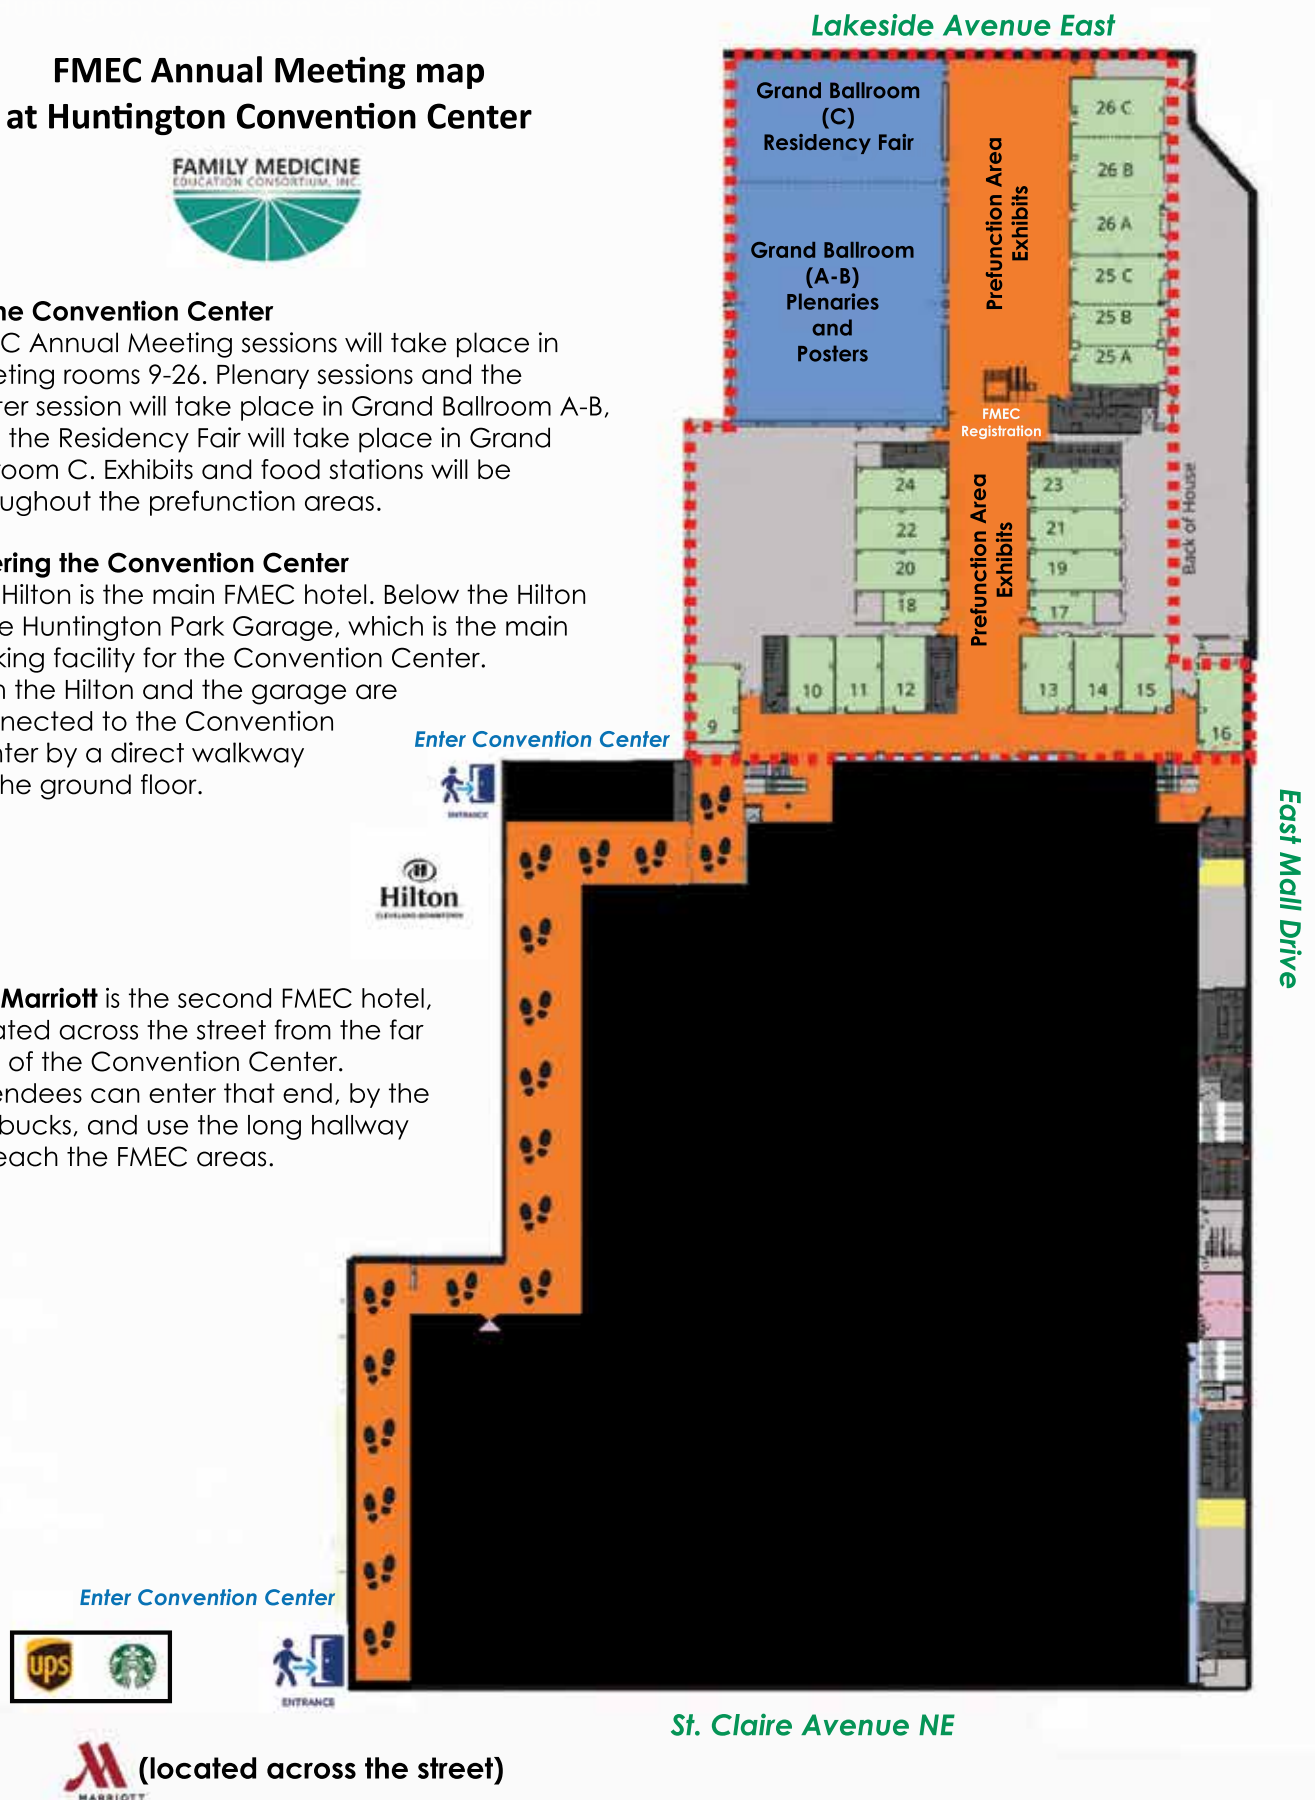 Lakeside Avenue East
FMEC Annual Meeting map
at Huntington Convention Center
FAMILY MEDICINE
EDUCATION CONSORTIUM, INC.
he Convention Center
C Annual Meeting sessions will take place in
eting rooms 9-26. Plenary sessions and the
ter session will take place in Grand Ballroom A-B,
the Residency Fair will take place in Grand
room C. Exhibits and food stations will be
ughout the prefunction areas.
ering the Convention Center
Hilton is the main FMEC hotel. Below the Hilton
e Huntington Park Garage, which is the main
king facility for the Convention Center.
h the Hilton and the garage are
nnected to the Convention
nter by a direct walkway
he ground floor.
Grand Ballroom
(C)
Residency Fair
Grand Ballroom
(A-B)
Plenaries
and
Posters
Prefunction Area
Exhibits
26 C
26 B
26 A
25 C
25 B
25 A
FMEC
Registration
24
22
20
18
Prefunction Area
Exhibits
23
21
19
17
Back of House
9
10
11
12
13
14
15
16
Enter Convention Center
ENTRANCE
Hilton
CLEVELAND DOWNTOWN
East Mall Drive
Marriott is the second FMEC hotel,
ated across the street from the far
of the Convention Center.
endees can enter that end, by the
bucks, and use the long hallway
each the FMEC areas.
Enter Convention Center
ups
ENTRANCE
St. Claire Avenue NE
(located across the street)
MARRIOTT